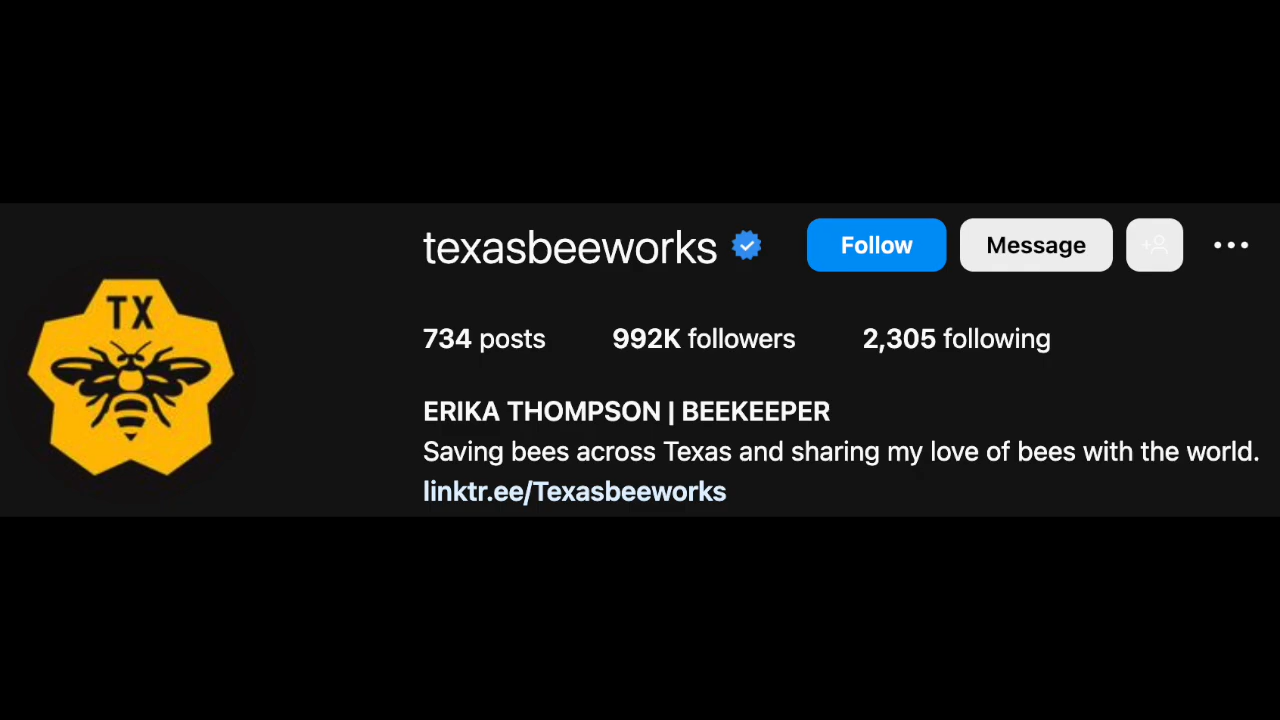 texasbeeworks
Follow
Message
TX
734 posts 992K followers 2,305 following
ERIKA THOMPSON | BEEKEEPER
Saving bees across Texas and sharing my love of bees with the world.
linktr.ee/Texasbeeworks